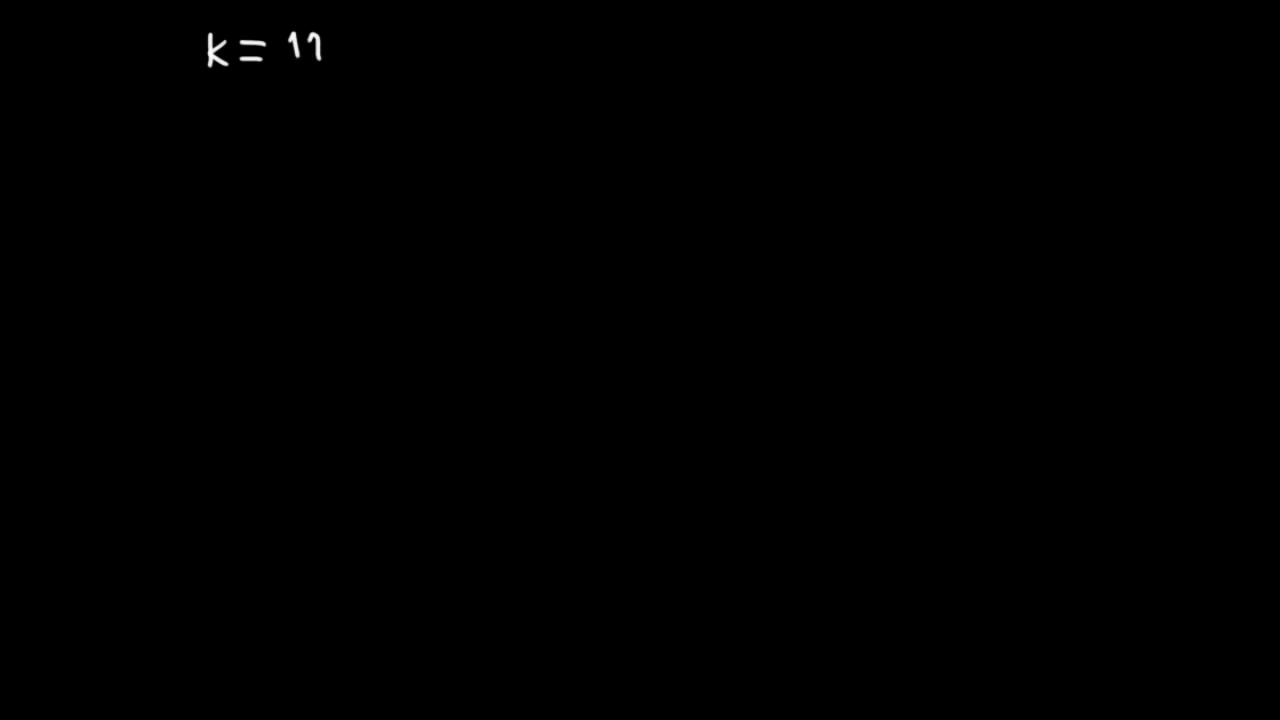 k = 11